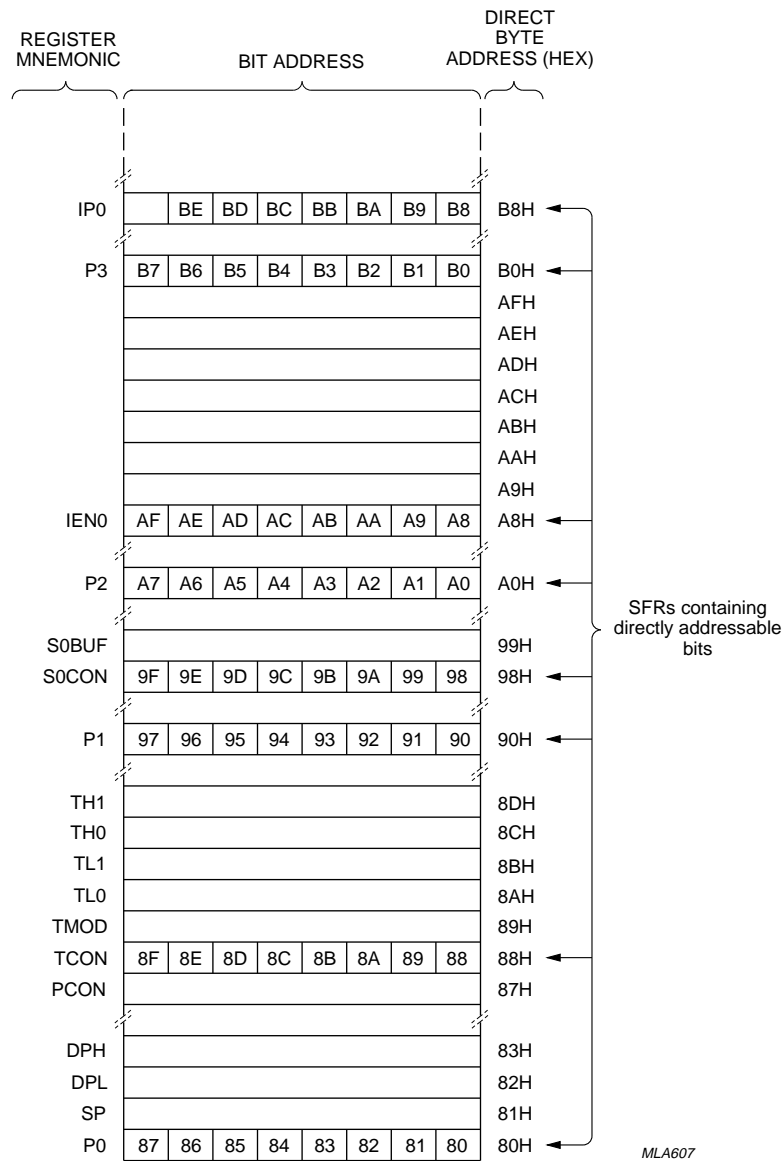 REGISTER MNEMONIC
BIT ADDRESS
DIRECT BYTE ADDRESS (HEX)
IP0 BE BD BC BB BA B9 B8 B8H
P3 B7 B6 B5 B4 B3 B2 B1 B0 B0H
AFH
AEH
ADH
ACH
ABH
AAH
A9H
IEN0 AF AE AD AC AB AA A9 A8 A8H
P2 A7 A6 A5 A4 A3 A2 A1 A0 A0H
SFRs containing
directly addressable
bits
S0BUF 99H
S0CON 9F 9E 9D 9C 9B 9A 99 98 98H
P1 97 96 95 94 93 92 91 90 90H
TH1 8DH
TH0 8CH
TL1 8BH
TL0 8AH
TMOD 89H
TCON 8F 8E 8D 8C 8B 8A 89 88 88H
PCON 87H
DPH 83H
DPL 82H
SP 81H
P0 87 86 85 84 83 82 81 80 80H
MLA607